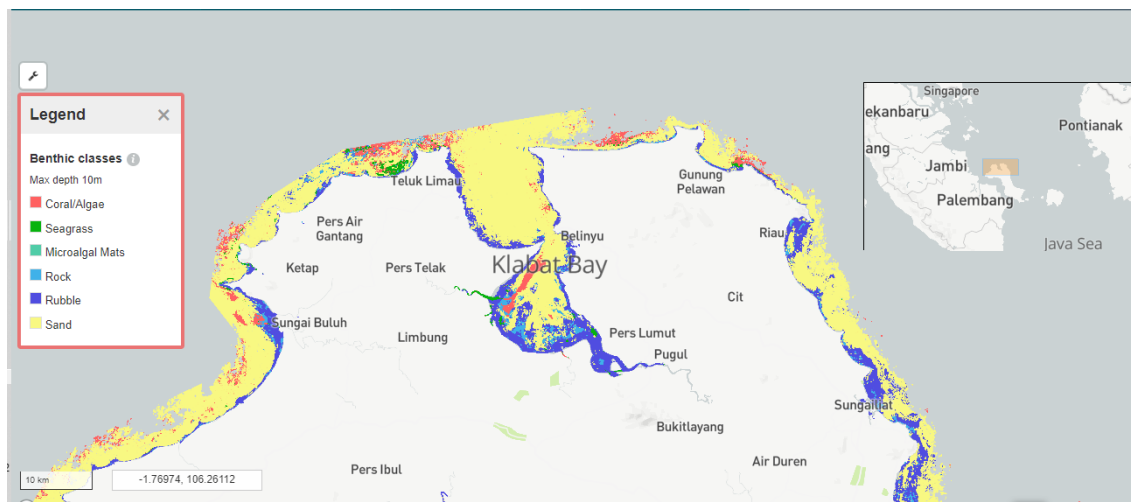 Legend
Benthic classes
Max depth 10m
Coral/Algae
Seagrass
Microalgal Mats
Rock
Rubble
Sand
Singapore
ekanbaru
Pontianak
ang
Jambi
Palembang
Java Sea
Teluk Limau
Gunung
Pelawan
Pers Air
Gantang
Belinyu
Riau
Ketap
Pers Telak
Klabat Bay
Cit
Sungai Buluh
Limbung
Pers Lumut
Pugul
Sungailiat
Bukitlayang
Air Duren
Pers Ibul
10 km
-1.76974, 106.26112